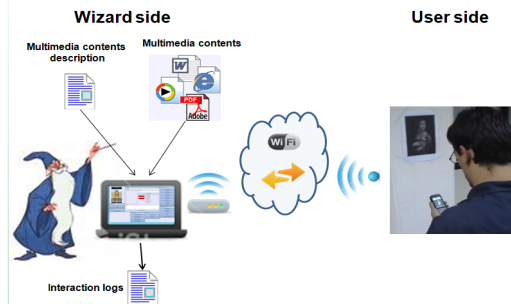 Wizard side
User side
Multimedia contents
description
Multimedia contents
W
e
PDF
Adobe
Wi Fi
Interaction logs